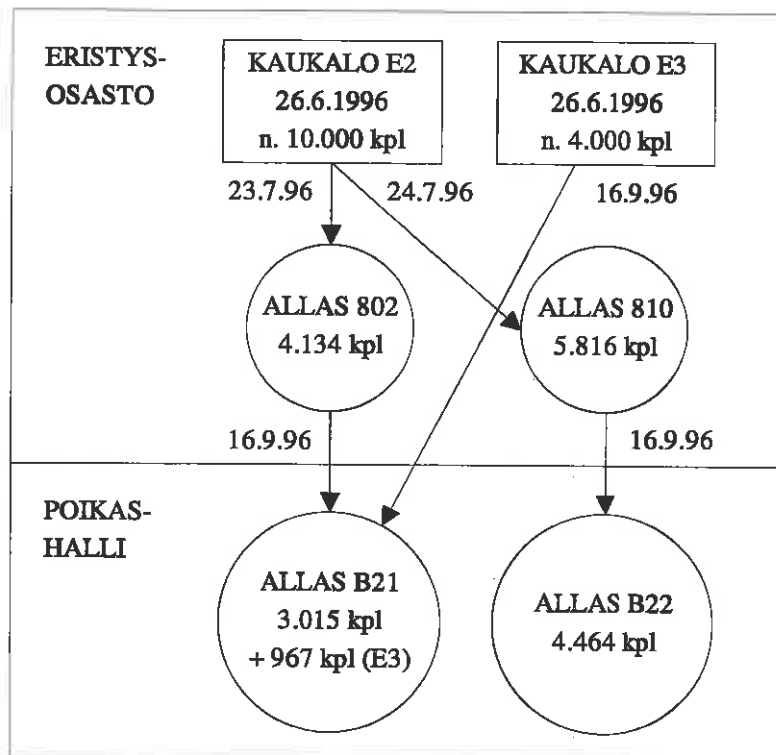 ERISTYS-
OSASTO
KAUKALO E2
26.6.1996
n. 10.000 kpl
KAUKALO E3
26.6.1996
n. 4.000 kpl
23.7.96
24.7.96
16.9.96
ALLAS 802
4.134 kpl
ALLAS 810
5.816 kpl
16.9.96
16.9.96
POIKAS-
HALLI
ALLAS B21
3.015 kpl
+ 967 kpl (E3)
ALLAS B22
4.464 kpl